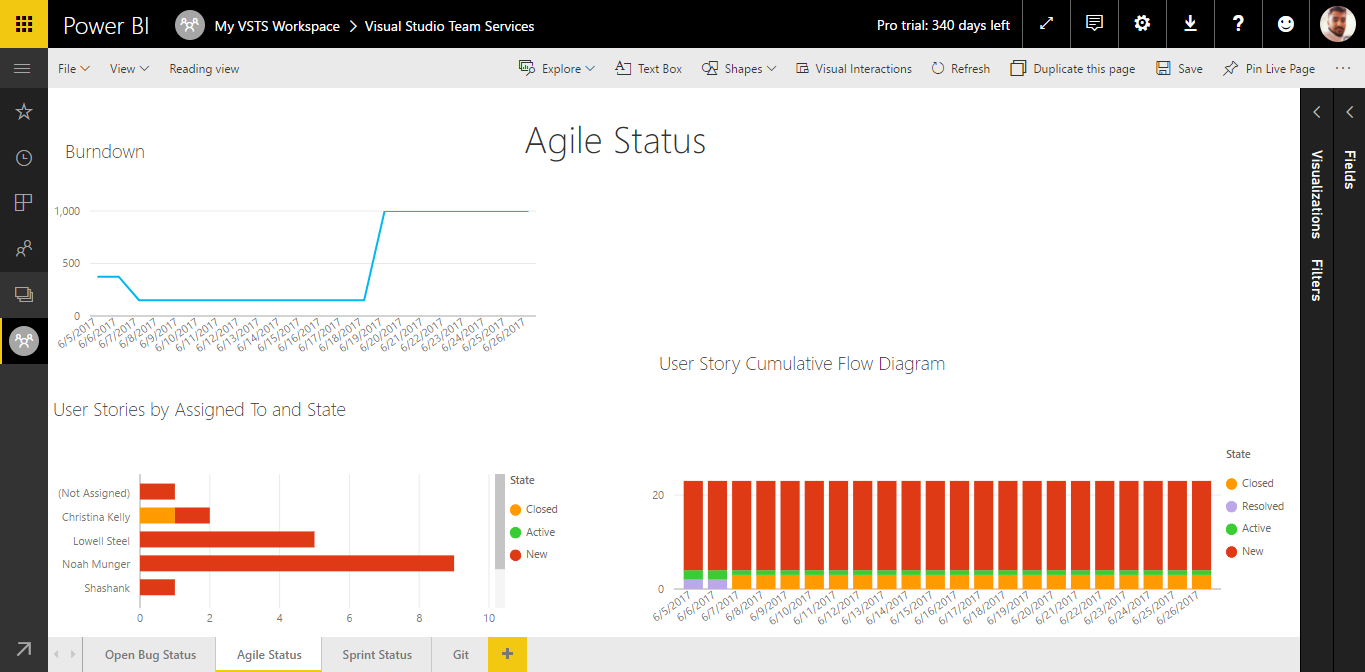 Power BI My VSTS Workspace > Visual Studio Team Services Pro trial: 340 days left ?
File View Reading view Explore Text Box Shapes Visual Interactions Refresh Duplicate this page Save Pin Live Page ...
Agile Status
Burndown
1,000
500
0
6/5/2017 6/6/2017 6/7/2017 6/8/2017 6/9/2017 6/10/2017 6/11/2017 6/12/2017 6/13/2017 6/14/2017 6/15/2017 6/16/2017 6/17/2017 6/18/2017 6/19/2017 6/20/2017 6/21/2017 6/22/2017 6/23/2017 6/24/2017 6/25/2017 6/26/2017
User Stories by Assigned To and State
(Not Assigned)
Christina Kelly
Lowell Steel
Noah Munger
Shashank
0 2 4 6 8 10
State
Closed
Active
New
User Story Cumulative Flow Diagram
20
0
6/5/2017 6/6/2017 6/7/2017 6/8/2017 6/9/2017 6/10/2017 6/11/2017 6/12/2017 6/13/2017 6/14/2017 6/15/2017 6/16/2017 6/17/2017 6/18/2017 6/19/2017 6/20/2017 6/21/2017 6/22/2017 6/23/2017 6/24/2017 6/25/2017 6/26/2017
State
Closed
Resolved
Active
New
Visualizations
Filters
Fields
Open Bug Status Agile Status Sprint Status Git +